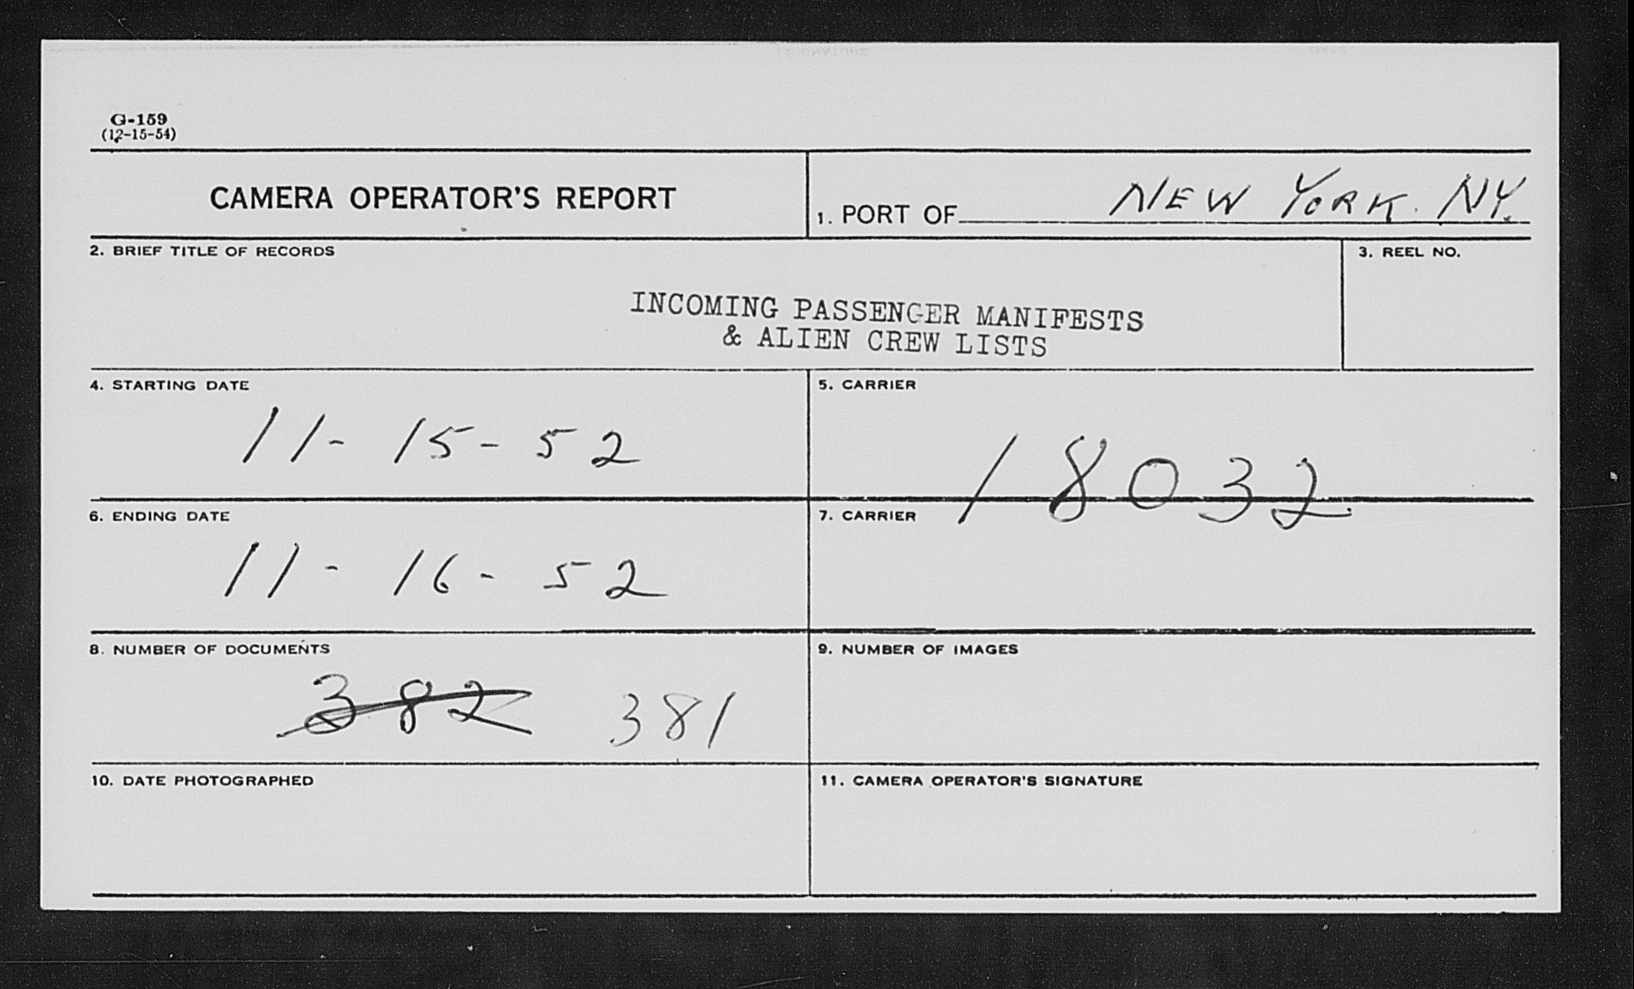 G-159
(12-15-54)
CAMERA OPERATOR'S REPORT
1. PORT OF NEW YORK. NY.
2. BRIEF TITLE OF RECORDS
3. REEL NO.
INCOMING PASSENGER MANIFESTS
& ALIEN CREW LISTS
4. STARTING DATE
11-15-52
5. CARRIER
18032
6. ENDING DATE
11-16-52
7. CARRIER
8. NUMBER OF DOCUMENTS
382 381
9. NUMBER OF IMAGES
10. DATE PHOTOGRAPHED
11. CAMERA OPERATOR'S SIGNATURE